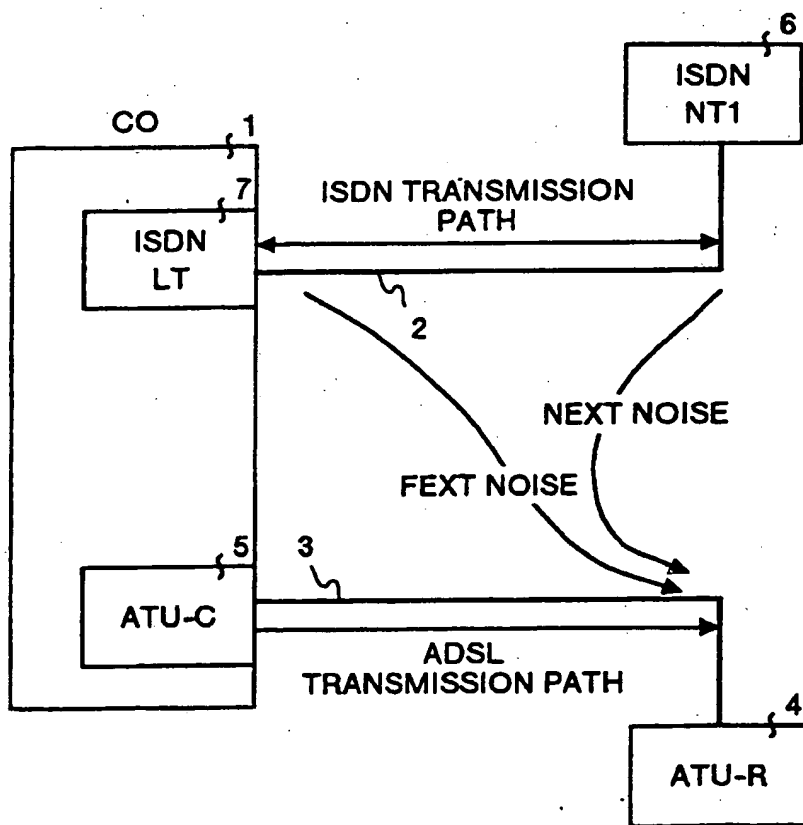 6
ISDN
NT1
CO
1
7
ISDN
LT
ISDN TRANSMISSION
PATH
2
NEXT NOISE
FEXT NOISE
5
ATU-C
3
ADSL
TRANSMISSION PATH
4
ATU-R